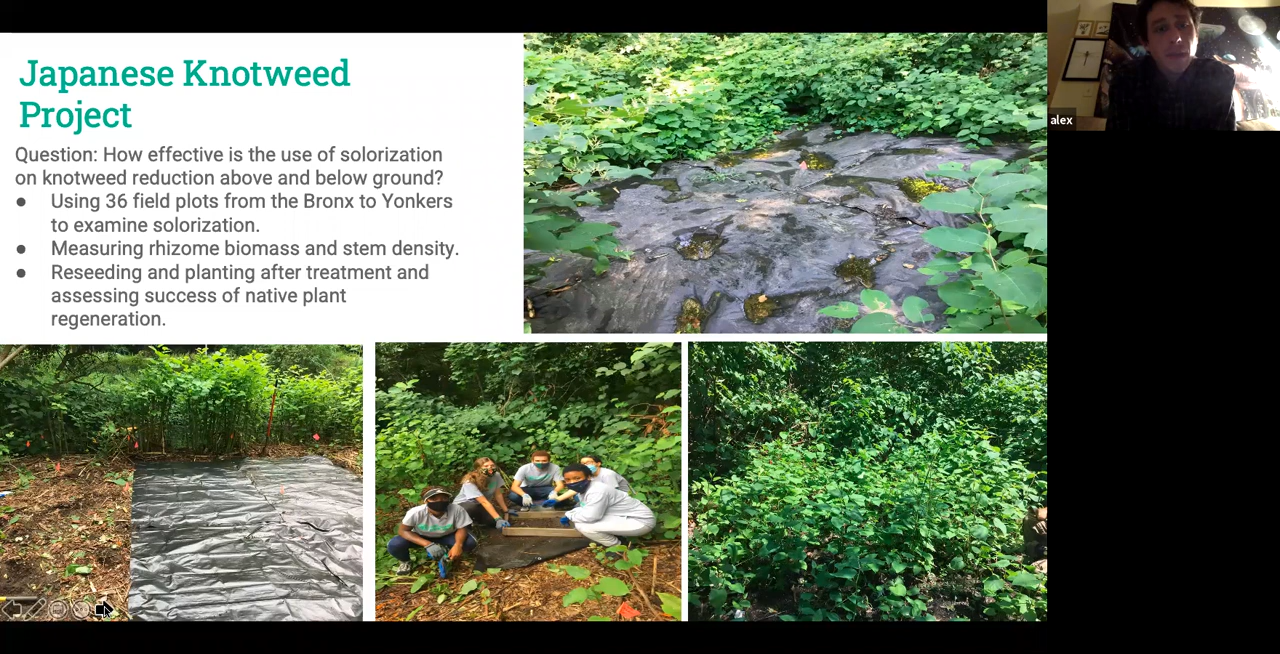 Japanese Knotweed
Project
Question: How effective is the use of solorization
on knotweed reduction above and below ground?
● Using 36 field plots from the Bronx to Yonkers
to examine solorization.
● Measuring rhizome biomass and stem density.
● Reseeding and planting after treatment and
assessing success of native plant
regeneration.
alex